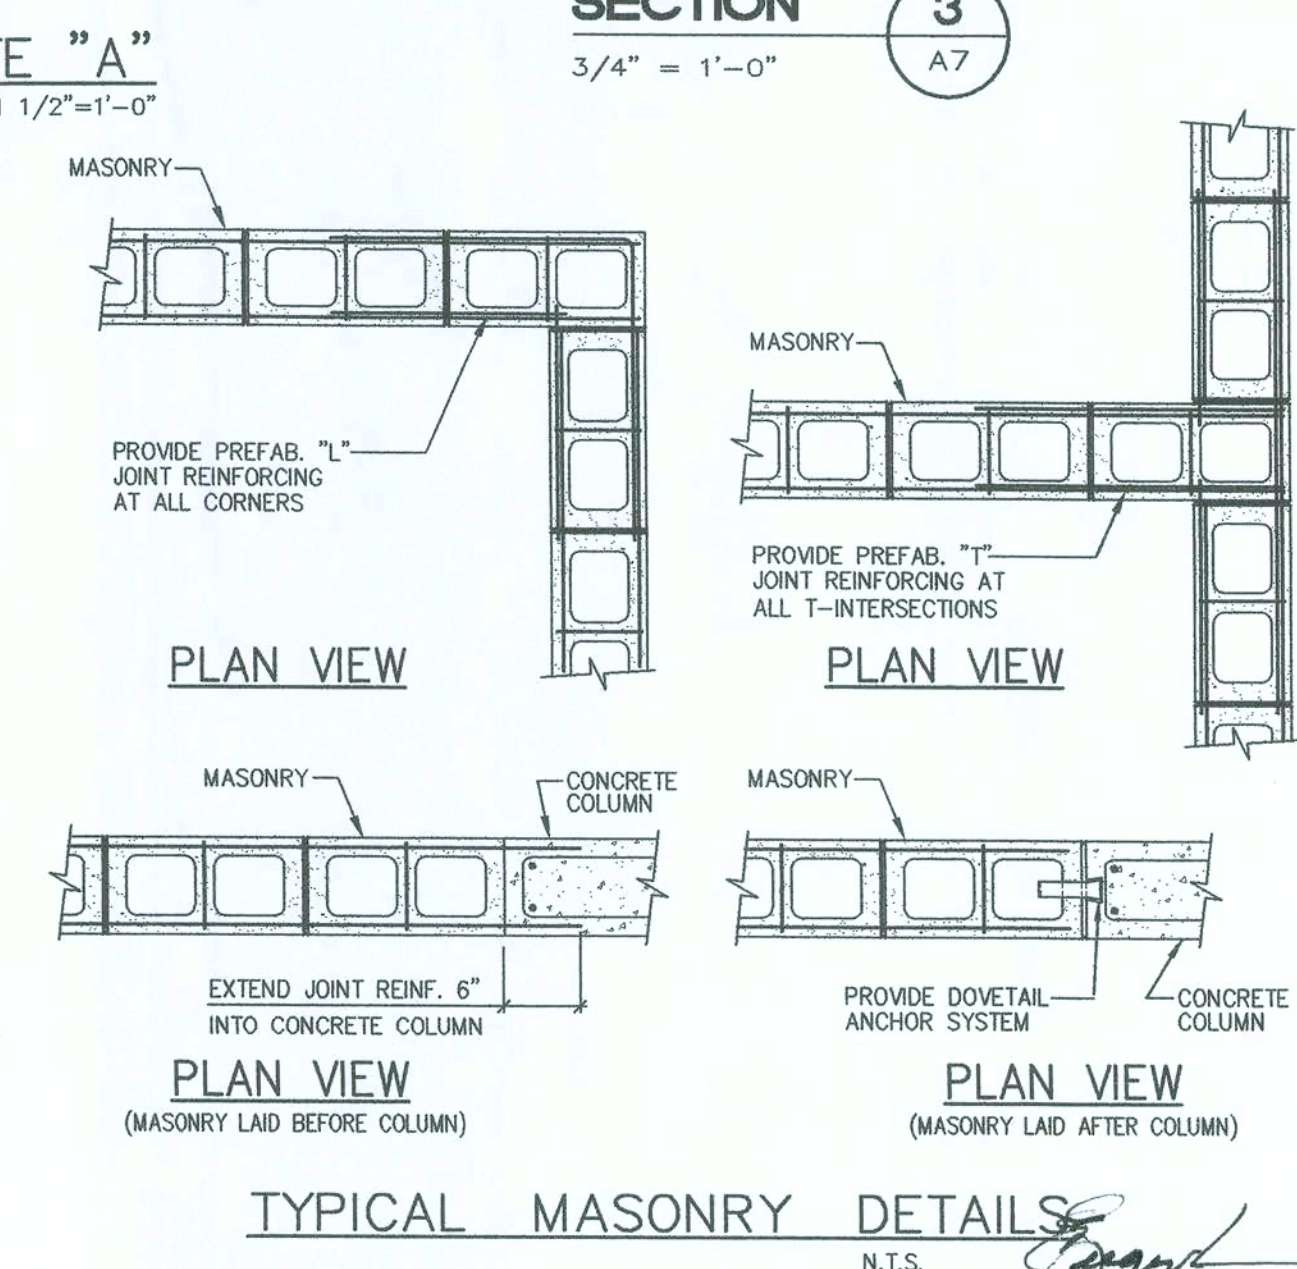 SECTION
3
A7
3/4" = 1'-0"
"A"
1/2"=1'-0"
MASONRY
PROVIDE PREFAB. "L"
JOINT REINFORCING
AT ALL CORNERS
PLAN VIEW
MASONRY
PROVIDE PREFAB. "T"
JOINT REINFORCING AT
ALL T-INTERSECTIONS
PLAN VIEW
MASONRY
CONCRETE
COLUMN
EXTEND JOINT REINF. 6"
INTO CONCRETE COLUMN
PLAN VIEW
(MASONRY LAID BEFORE COLUMN)
MASONRY
PROVIDE DOVETAIL
ANCHOR SYSTEM
CONCRETE
COLUMN
PLAN VIEW
(MASONRY LAID AFTER COLUMN)
TYPICAL MASONRY DETAILS
N.T.S.